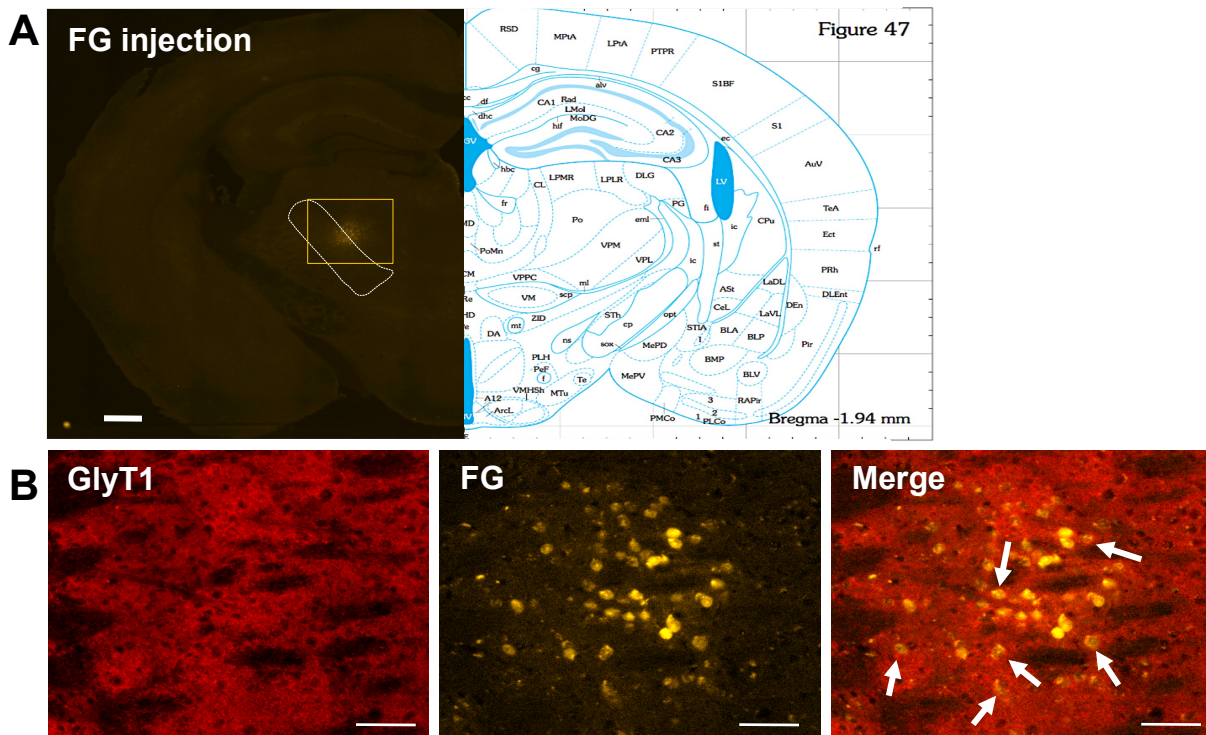 A
FG injection
Figure 47
RSD
MPtA
LPtA
PTPR
S1BF
S1
AuV
TeA
Ect
rf
PRh
DLEnt
cg
alv
cc
df
dhc
CA1
Rad
LMol
MoDG
hif
CA2
CA3
ec
LV
hbc
CL
LPMR
LPLR
DLG
fr
PG
fi
CPu
Po
eml
ic
st
MD
PoMn
VPM
VPL
ic
CM
VPPC
ml
Re
VM
scp
ASt
LaDL
CeL
LaVL
DEn
ZID
STh
cp
opt
DA
mt
STIA
1
BLA
BLP
Pir
ns
sox
MePD
BMP
PLH
PeF
f
MePV
BLV
VMHSh
MTu
Te
A12
ArcL
3
RAPir
PMCo
1
2
PLCo
Bregma -1.94 mm
B
GlyT1
FG
Merge